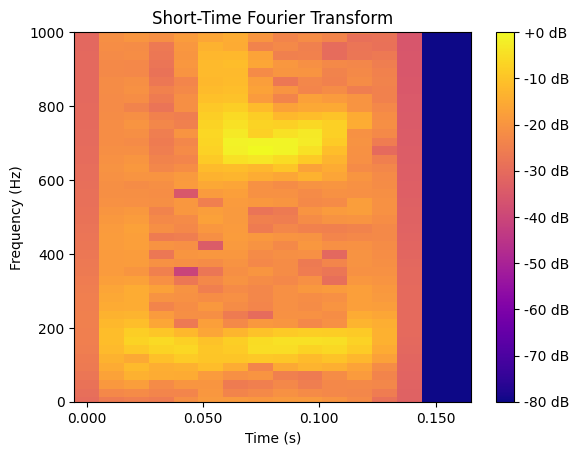 Short-Time Fourier Transform
Frequency (Hz)
1000
800
600
400
200
0
0.000
0.050
0.100
0.150
Time (s)
+0 dB
-10 dB
-20 dB
-30 dB
-40 dB
-50 dB
-60 dB
-70 dB
-80 dB